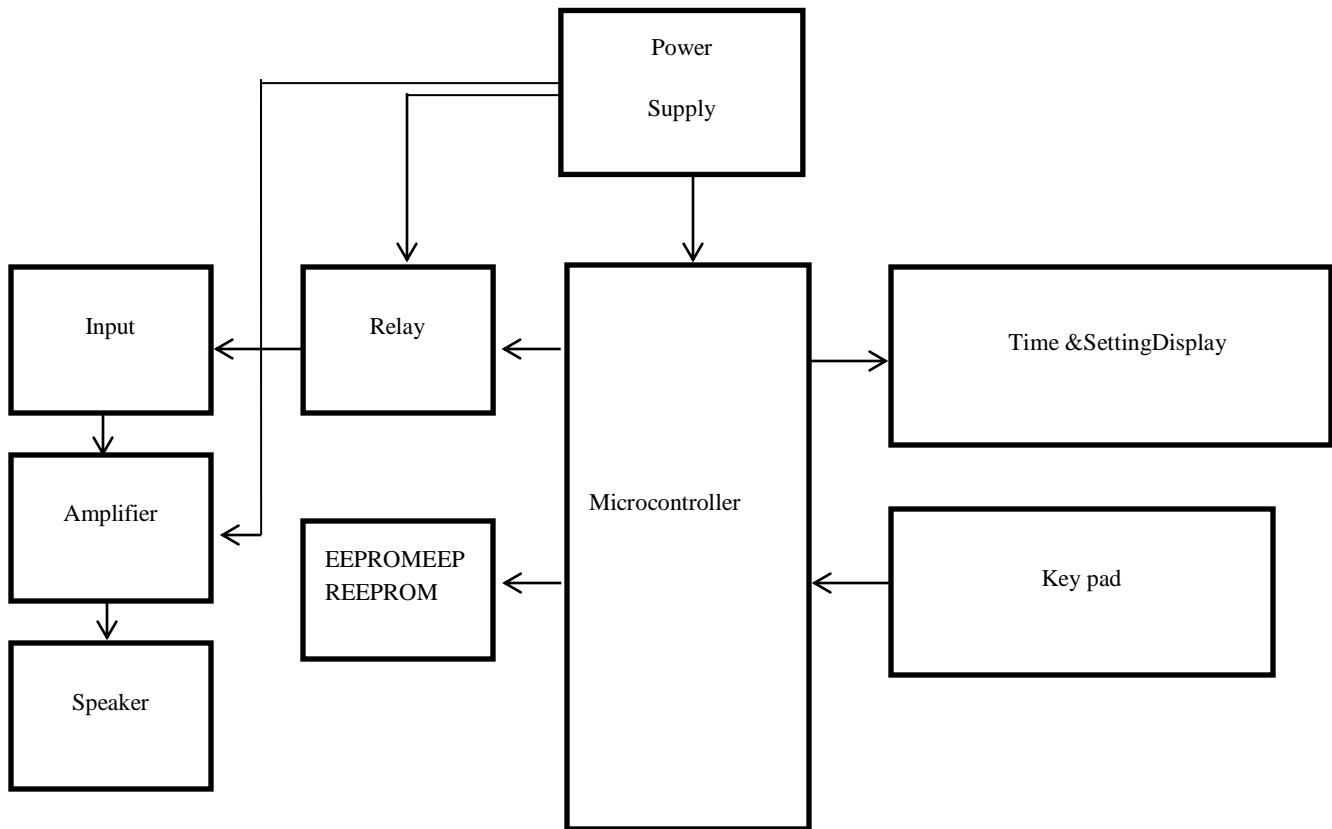 Power
Supply
Input
Relay
Time &SettingDisplay
Amplifier
Microcontroller
EEPROMEEP
REEPROM
Key pad
Speaker